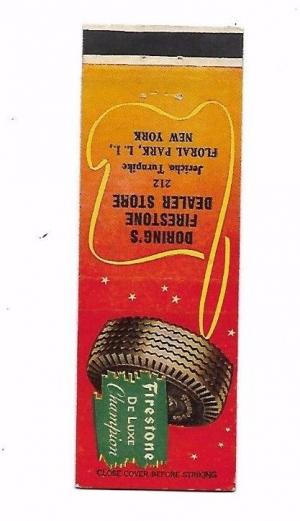 DORING'S
FIRESTONE
DEALER STORE
212
Jericho Turnpike
FLORAL PARK, L. I.,
NEW YORK
Firestone
DE LUXE
Champion
CLOSE COVER BEFORE STRIKING